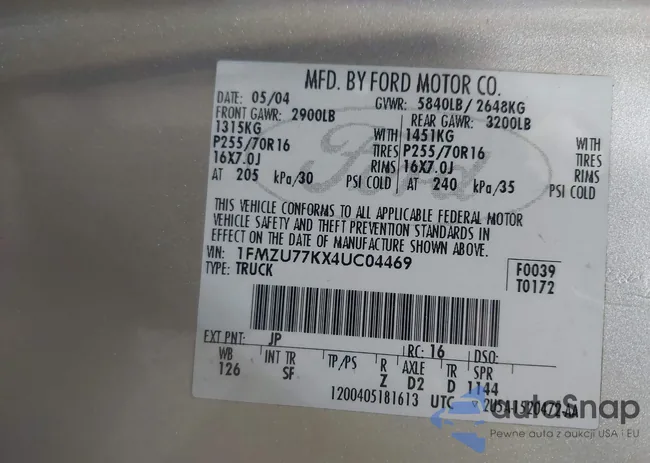 MFD. BY FORD MOTOR CO.
DATE: 05/04 GVWR: 5840LB/ 2648KG
FRONT GAWR: 2900LB REAR GAWR: 3200LB
1315KG WITH 1451KG WITH
P255/70R16 TIRES P255/70R16 TIRES
16X7.0J RIMS 16X7.0J RIMS
AT 205 kPa/30 PSI COLD AT 240 kPa/35 PSI COLD
Ford
THIS VEHICLE CONFORMS TO ALL APPLICABLE FEDERAL MOTOR
VEHICLE SAFETY AND THEFT PREVENTION STANDARDS IN
EFFECT ON THE DATE OF MANUFACTURE SHOWN ABOVE.
VIN: 1FMZU77KX4UC04469 F0039
TYPE: TRUCK T0172
EXT PNT: JP RC: 16 DSO:
WB INT TR TP/PS R AXLE TR SPR
126 SF Z D2 D 1144
1200405181613 UTC
autoSnap
Pewne auta z aukcji USA i EU